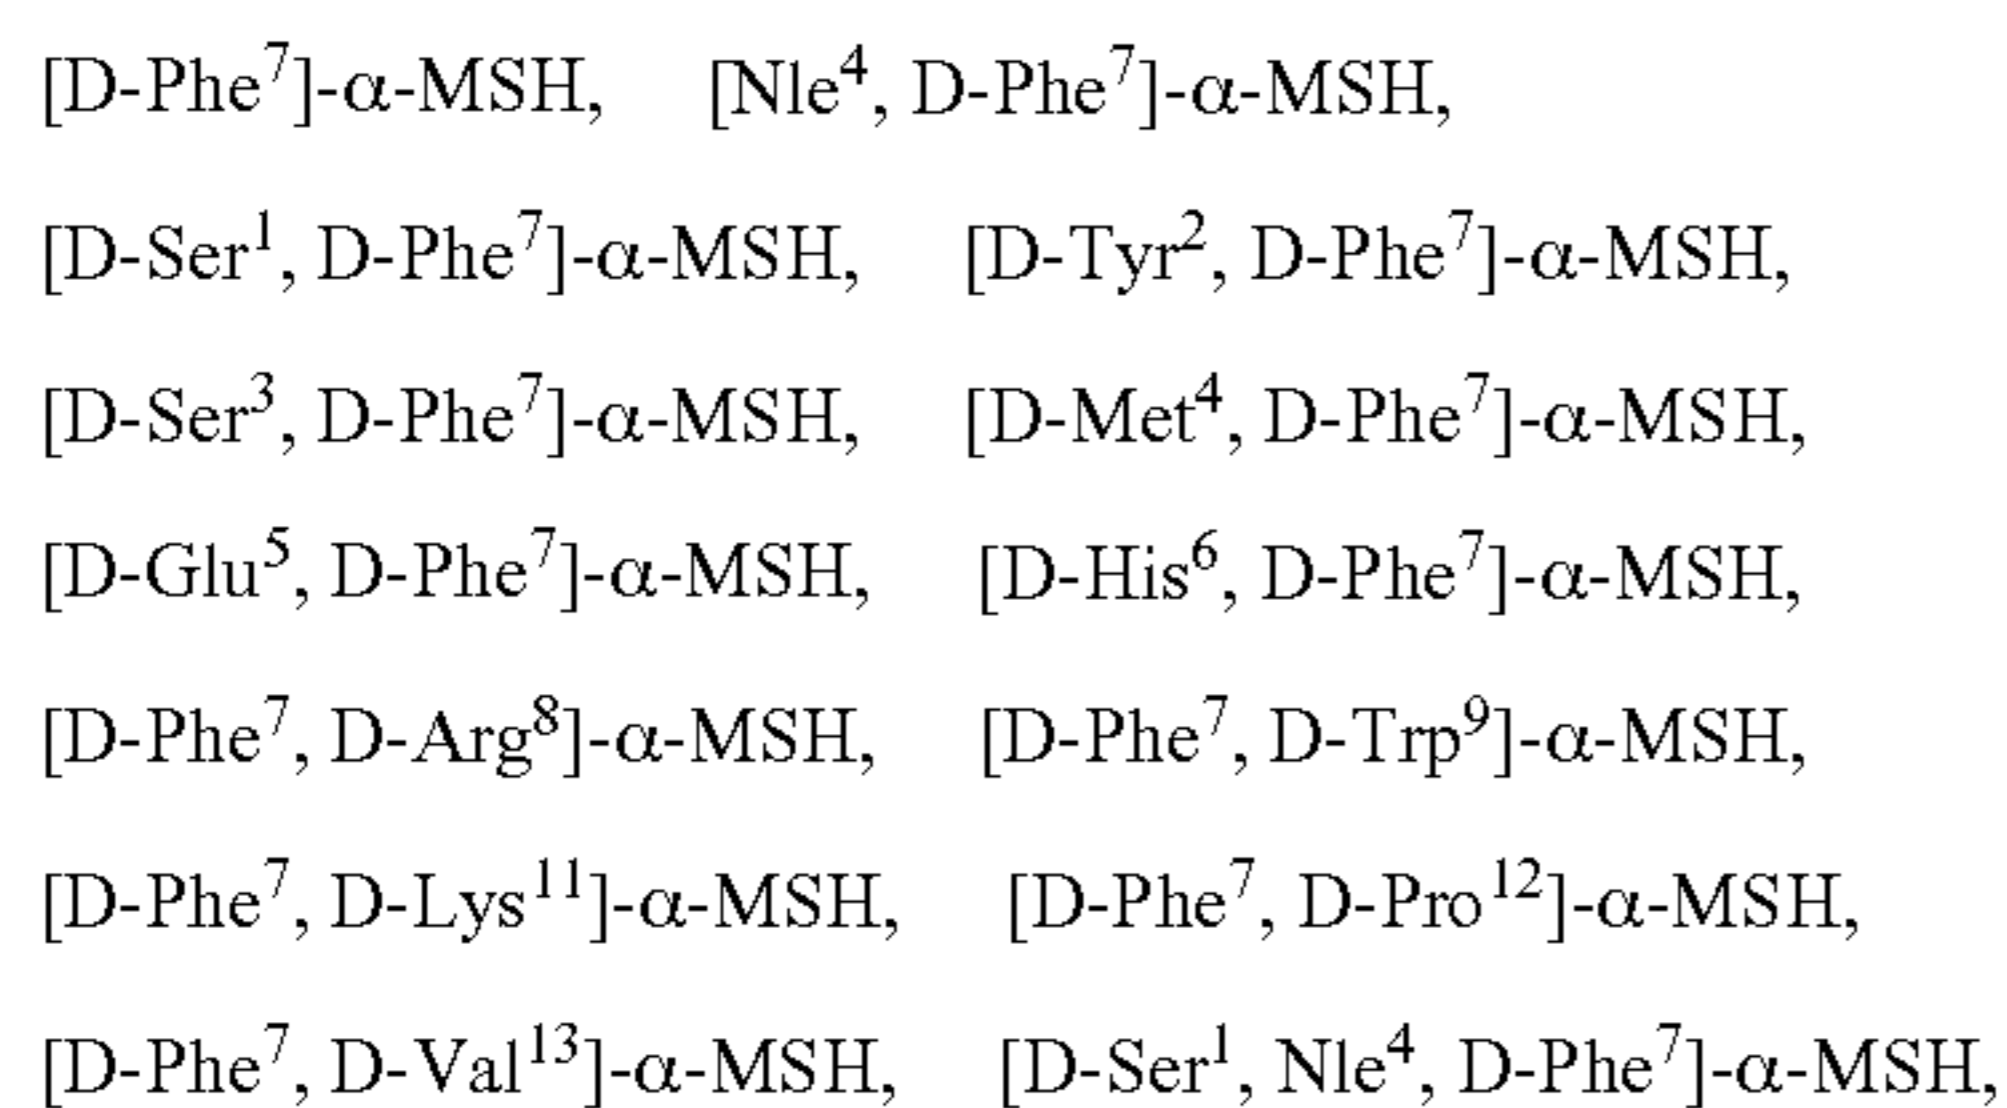 [D-Phe⁷]-α-MSH, [Nle⁴, D-Phe⁷]-α-MSH,
[D-Ser¹, D-Phe⁷]-α-MSH, [D-Tyr², D-Phe⁷]-α-MSH,
[D-Ser³, D-Phe⁷]-α-MSH, [D-Met⁴, D-Phe⁷]-α-MSH,
[D-Glu⁵, D-Phe⁷]-α-MSH, [D-His⁶, D-Phe⁷]-α-MSH,
[D-Phe⁷, D-Arg⁸]-α-MSH, [D-Phe⁷, D-Trp⁹]-α-MSH,
[D-Phe⁷, D-Lys¹¹]-α-MSH, [D-Phe⁷, D-Pro¹²]-α-MSH,
[D-Phe⁷, D-Val¹³]-α-MSH, [D-Ser¹, Nle⁴, D-Phe⁷]-α-MSH,